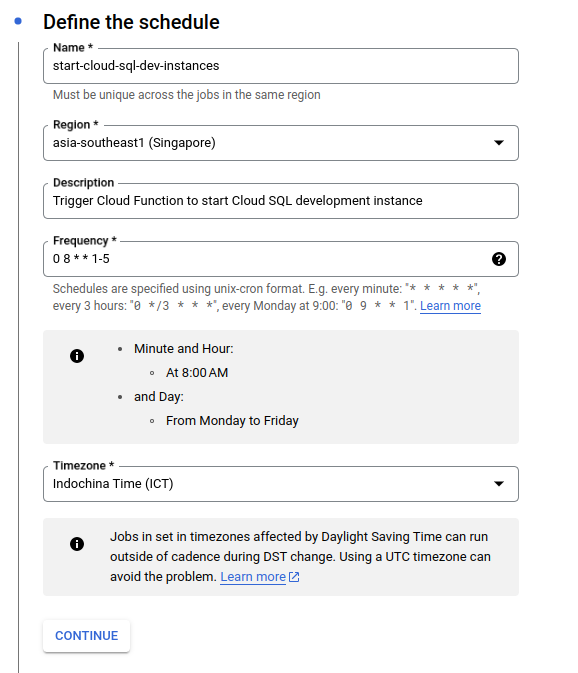 Define the schedule
Name *
start-cloud-sql-dev-instances
Must be unique across the jobs in the same region
Region *
asia-southeast1 (Singapore)
Description
Trigger Cloud Function to start Cloud SQL development instance
Frequency *
0 8 * * 1-5
Schedules are specified using unix-cron format. E.g. every minute: "* * * * *",
every 3 hours: "0 */3 * * *", every Monday at 9:00: "0 9 * * 1". Learn more
Minute and Hour:
At 8:00 AM
and Day:
From Monday to Friday
Timezone *
Indochina Time (ICT)
Jobs in set in timezones affected by Daylight Saving Time can run
outside of cadence during DST change. Using a UTC timezone can
avoid the problem. Learn more
CONTINUE